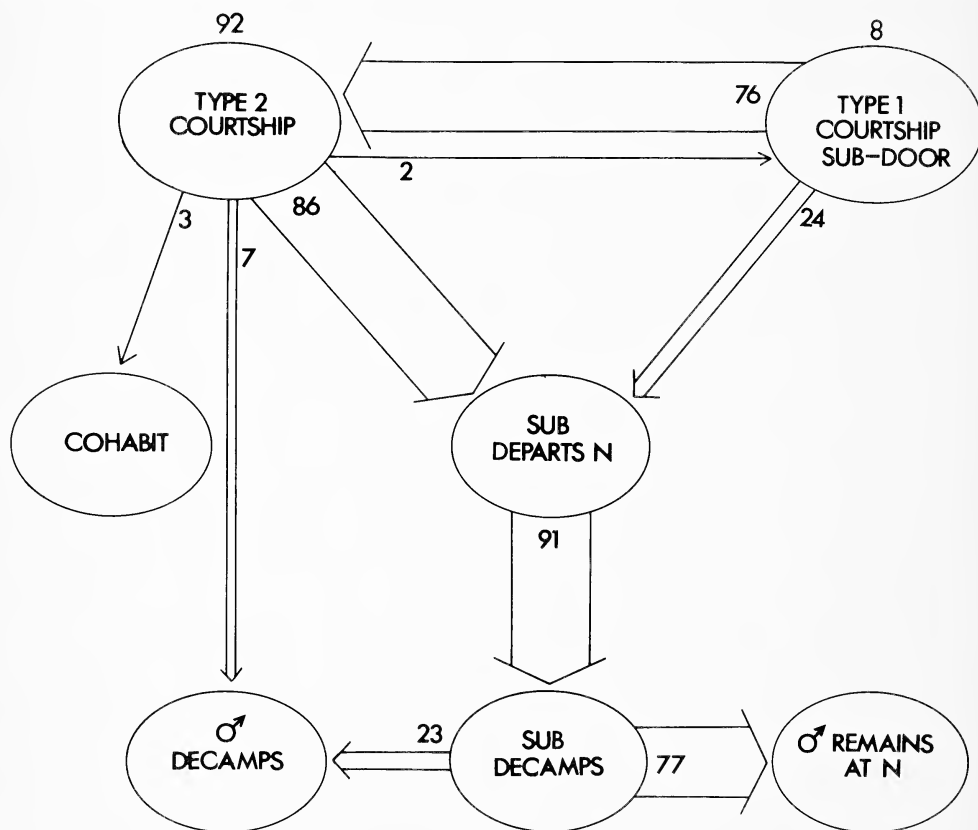 92
8
TYPE 2
COURTSHIP
76
TYPE 1
COURTSHIP
SUB-DOOR
2
3
86
7
24
COHABIT
SUB
DEPARTS N
91
♂
DECAMPS
23
SUB
DECAMPS
77
♂ REMAINS
AT N